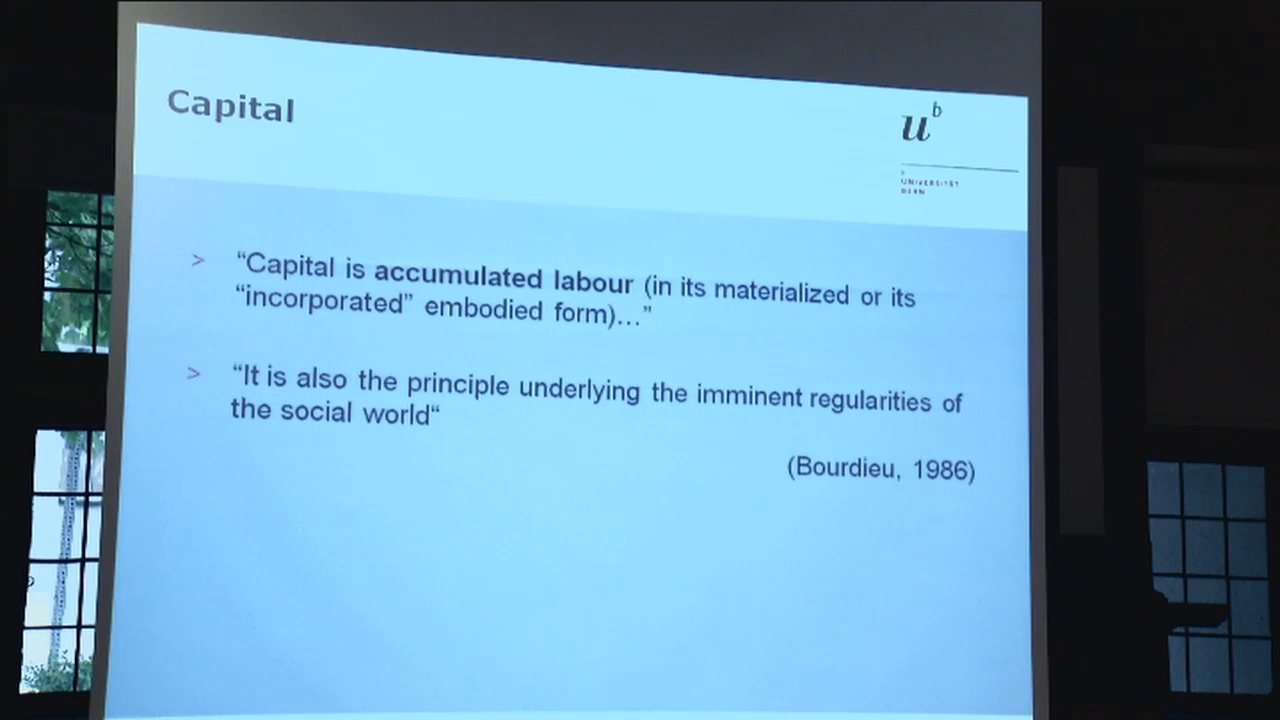 Capital
u b
b
UNIVERSITÄT
BERN
> “Capital is accumulated labour (in its materialized or its
“incorporated” embodied form)…”
> “It is also the principle underlying the imminent regularities of
the social world“
(Bourdieu, 1986)